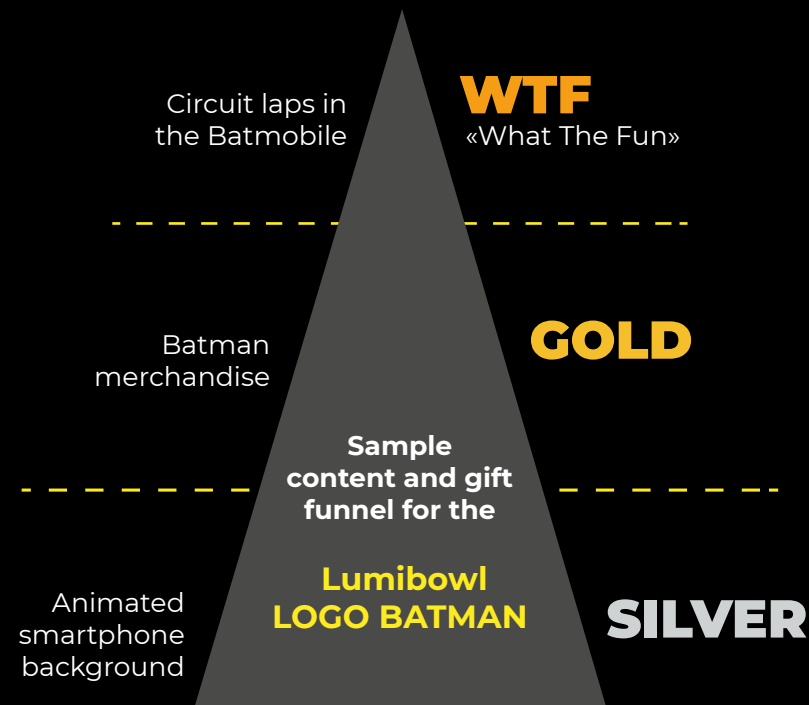 Circuit laps in
the Batmobile
WTF
«What The Fun»
Batman
merchandise
GOLD
Sample
content and gift
funnel for the
Lumibowl
LOGO BATMAN
Animated
smartphone
background
SILVER